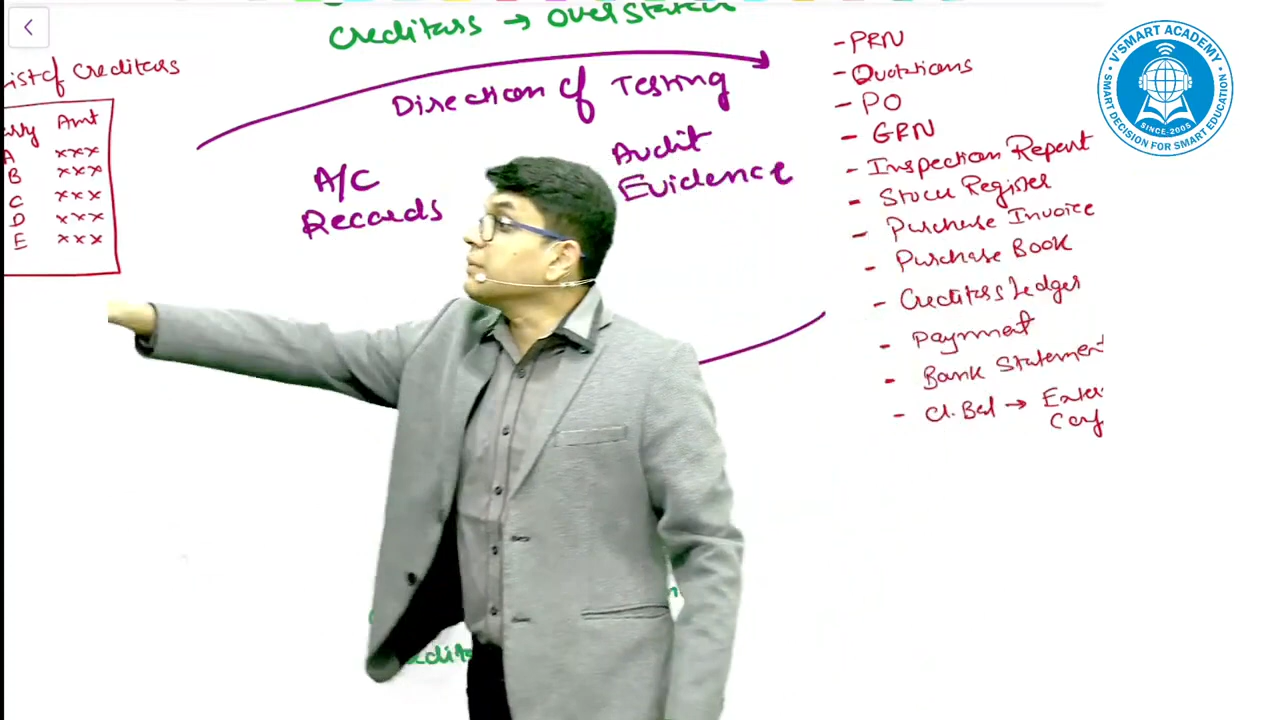 Creditors → Overstated
List of Creditors
Amt
A xxx
B xxx
C xxx
D xxx
E xxx
Direction of Testing
A/C
Records
Audit
Evidence
- PRN
- Quotations
- PO
- GRN
- Inspection Report
- Stock Register
- Purchase Invoice
- Purchase Book
- Creditors Ledger
- Payment
- Bank Statement
- Cl. Bal →
V'SMART ACADEMY
SINCE-2005
SMART DECISION FOR SMART EDUCATION